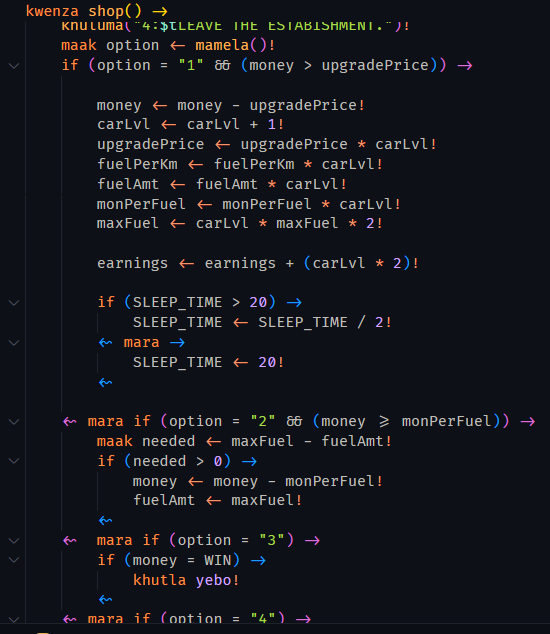 kwenza shop() ->
khutuma("4:$tLEAVE THE ESTABISHMENT.")!
maak option <- mamela()!
if (option = "1" && (money > upgradePrice)) ->
money <- money - upgradePrice!
carLvl <- carLvl + 1!
upgradePrice <- upgradePrice * carLvl!
fuelPerKm <- fuelPerKm * carLvl!
fuelAmt <- fuelAmt * carLvl!
monPerFuel <- monPerFuel * carLvl!
maxFuel <- carLvl * maxFuel * 2!
earnings <- earnings + (carLvl * 2)!
if (SLEEP_TIME > 20) ->
SLEEP_TIME <- SLEEP_TIME / 2!
<~ mara ->
SLEEP_TIME <- 20!
<~
<~ mara if (option = "2" && (money >= monPerFuel)) ->
maak needed <- maxFuel - fuelAmt!
if (needed > 0) ->
money <- money - monPerFuel!
fuelAmt <- maxFuel!
<~
<~ mara if (option = "3") ->
if (money = WIN) ->
khutla yebo!
<~
<~ mara if (option = "4") ->